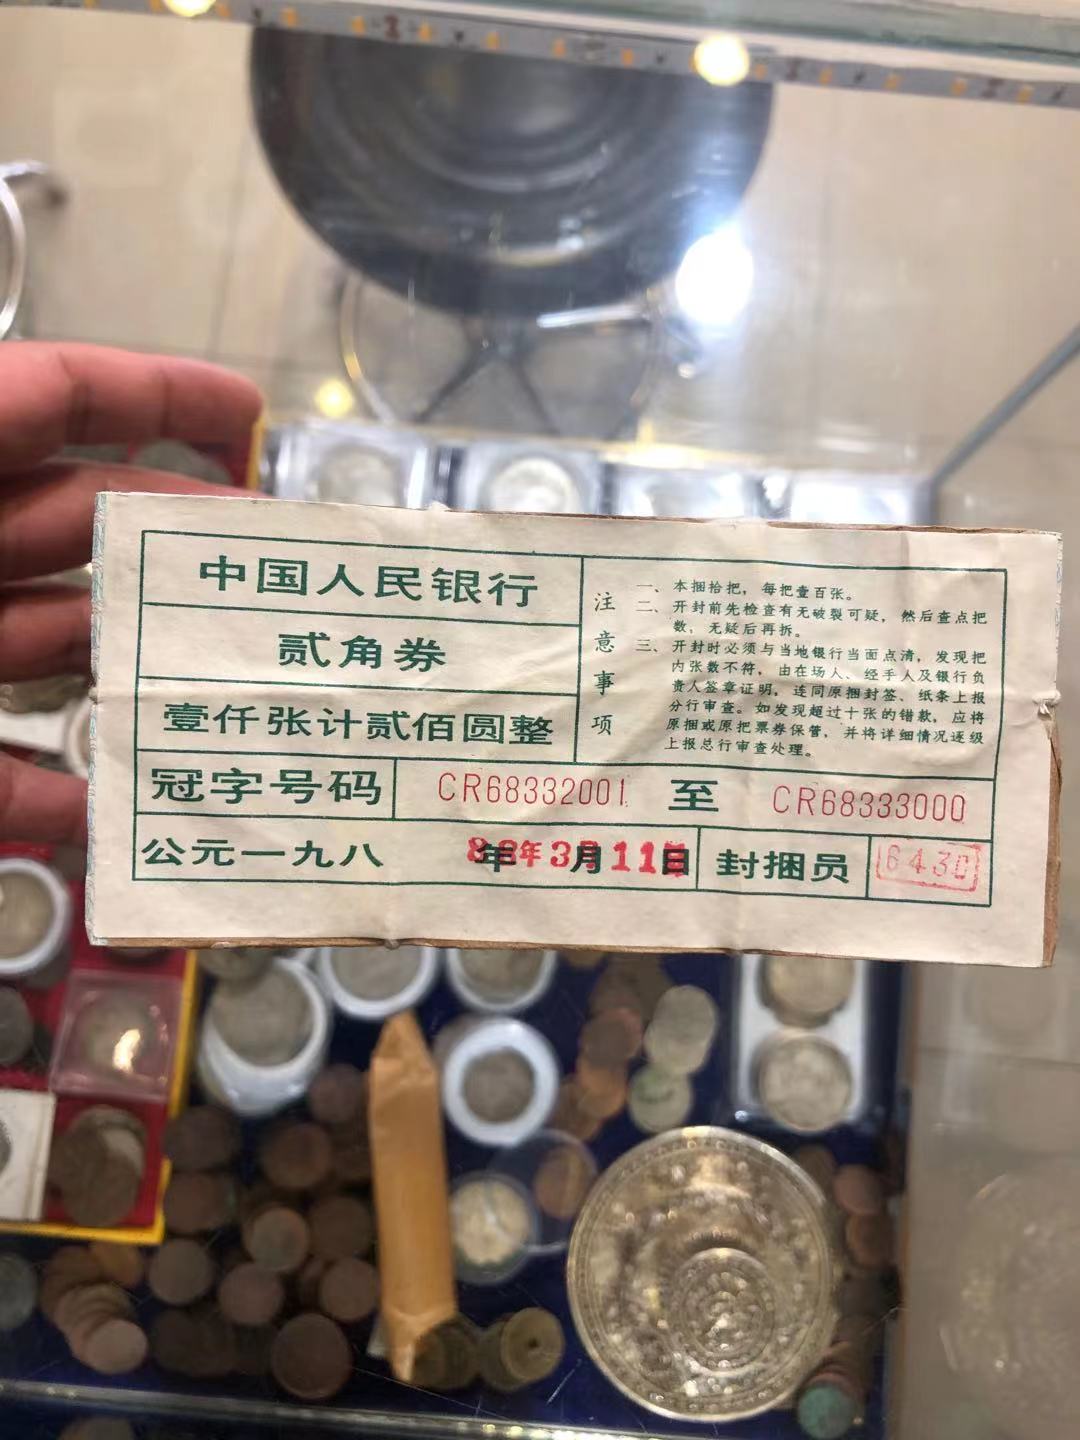 中国人民银行
贰角券
壹仟张计贰佰圆整
注意事项
一、本捆拾把，每把壹百张。
二、开封前先检查有无破裂可疑，然后查点把
数，无疑后再拆。
三、开封时必须与当地银行当面点清，发现把
内张数不符，由在场人、经手人及银行负
责人签章证明，连同原捆封签、纸条上报
分行审查。如发现超过十张的错款，应将
原捆或原把票券保管，并将详细情况逐级
上报总行审查处理。
冠字号码 CR68332001 至 CR68333000
公元一九八 年 月 日 封捆员 6430
年3月11日